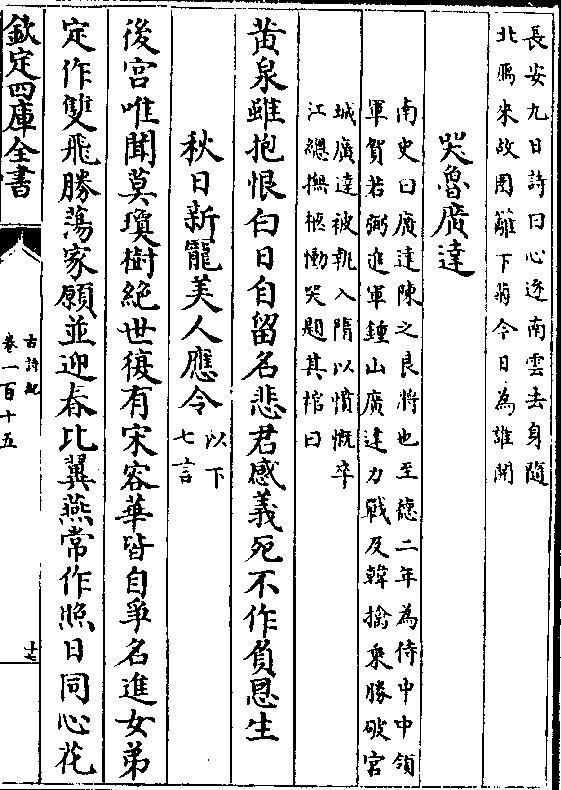 長安九日詩曰心逐南雲去身隨
北鴈來故園籬下菊今日為誰開
哭魯廣達
南史曰廣達陳之良將也至德二年為侍中中領
軍賀若弼進軍鍾山廣達力戰及韓擒乗勝破宫
城廣達被執入隋以憤慨卒
江總撫柩慟哭題其棺曰
黄泉雖抱恨白日自留名悲君感義死不作負恩生
秋日新寵美人應令
以下
七言
後宫唯聞莫瓊樹絶世復有宋容華皆自爭名進女弟
定作雙飛勝蕩家願並迎春比翼燕常作照日同心花
欽定四庫全書
古詩紀
卷一百十五
十七